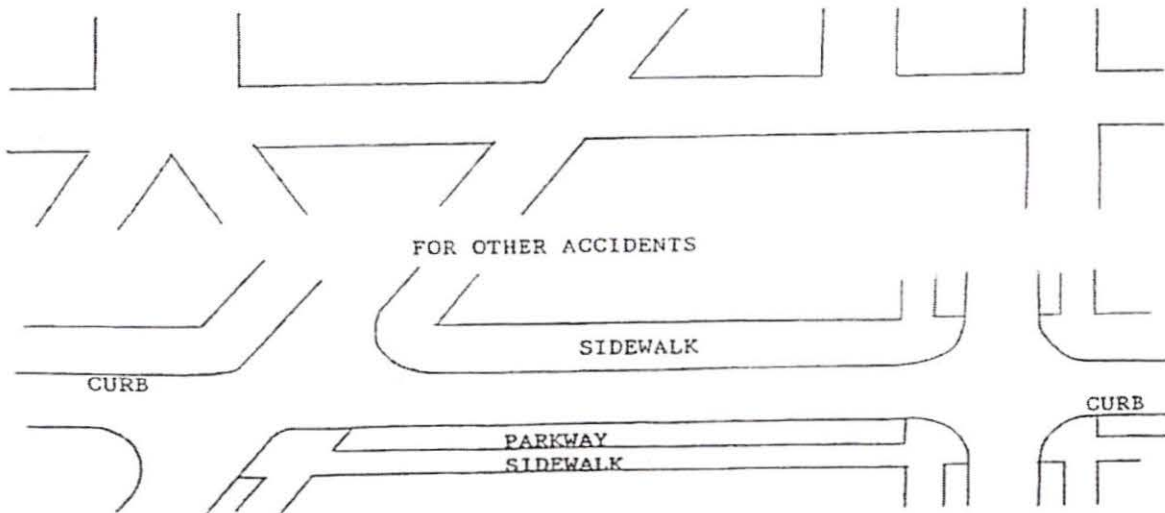 FOR OTHER ACCIDENTS
SIDEWALK
CURB
CURB
PARKWAY
SIDEWALK